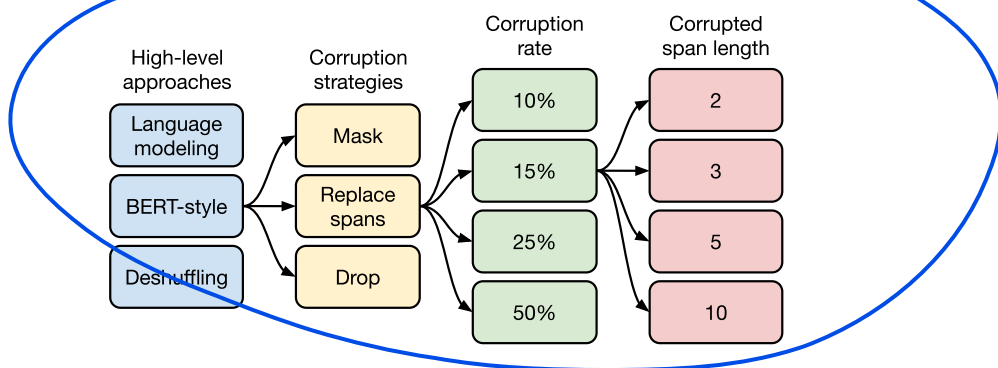 High-level
approaches
Language
modeling
BERT-style
Deshuffling
Corruption
strategies
Mask
Replace
spans
Drop
Corruption
rate
10%
15%
25%
50%
Corrupted
span length
2
3
5
10